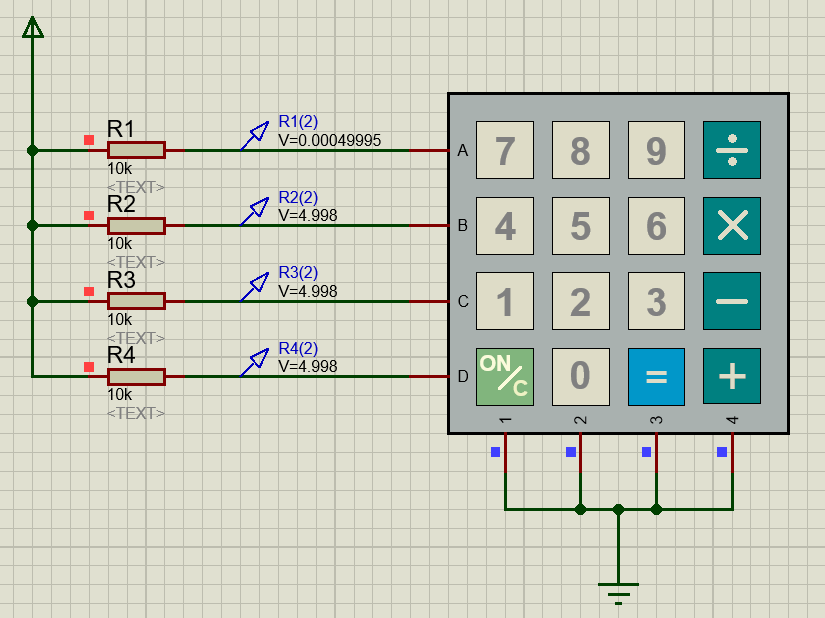 R1
10k
<TEXT>
R1(2)
V=0.00049995
R2
10k
<TEXT>
R2(2)
V=4.998
R3
10k
<TEXT>
R3(2)
V=4.998
R4
10k
<TEXT>
R4(2)
V=4.998
A 7 8 9 ÷
B 4 5 6 ×
C 1 2 3 −
D ON/C 0 = +
1 2 3 4